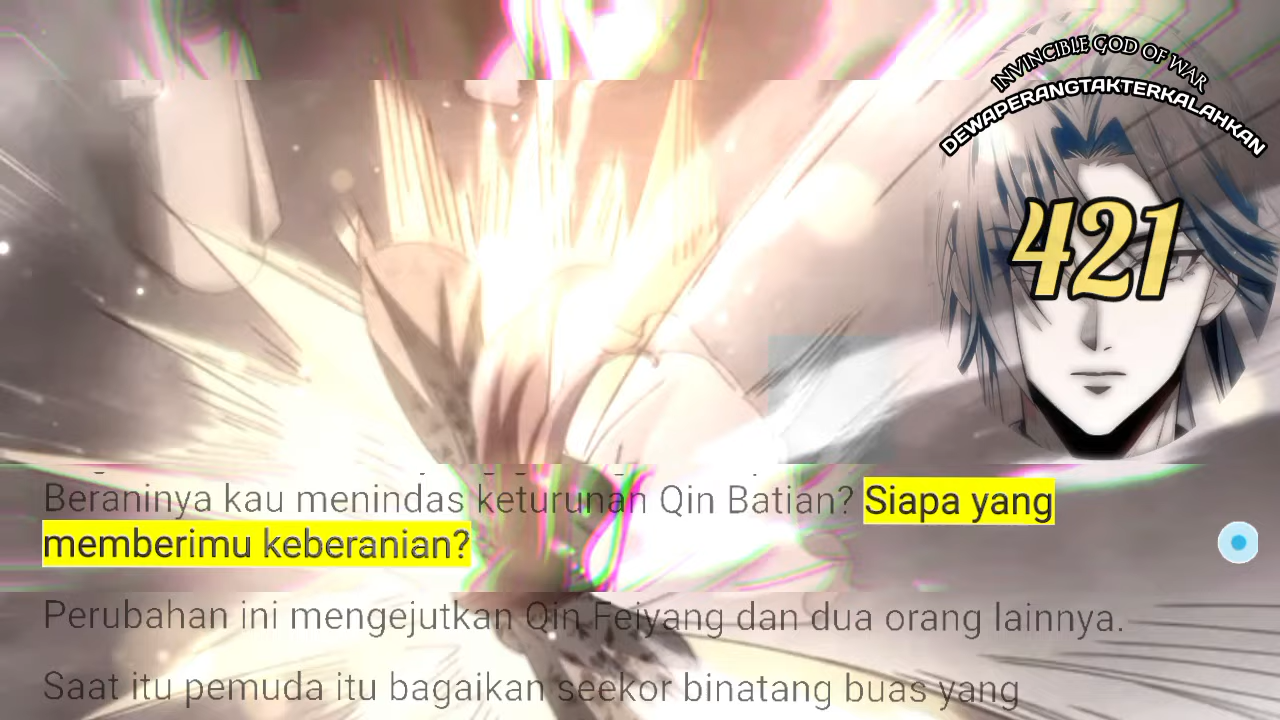 INVINCIBLE GOD OF WAR
DEWAPERANGTAKTERKALAHKAN
421
Beraninya kau menindas keturunan Qin Batian? Siapa yang
memberimu keberanian?
Perubahan ini mengejutkan Qin Feiyang dan dua orang lainnya.
Saat itu pemuda itu bagaikan seekor binatang buas yang